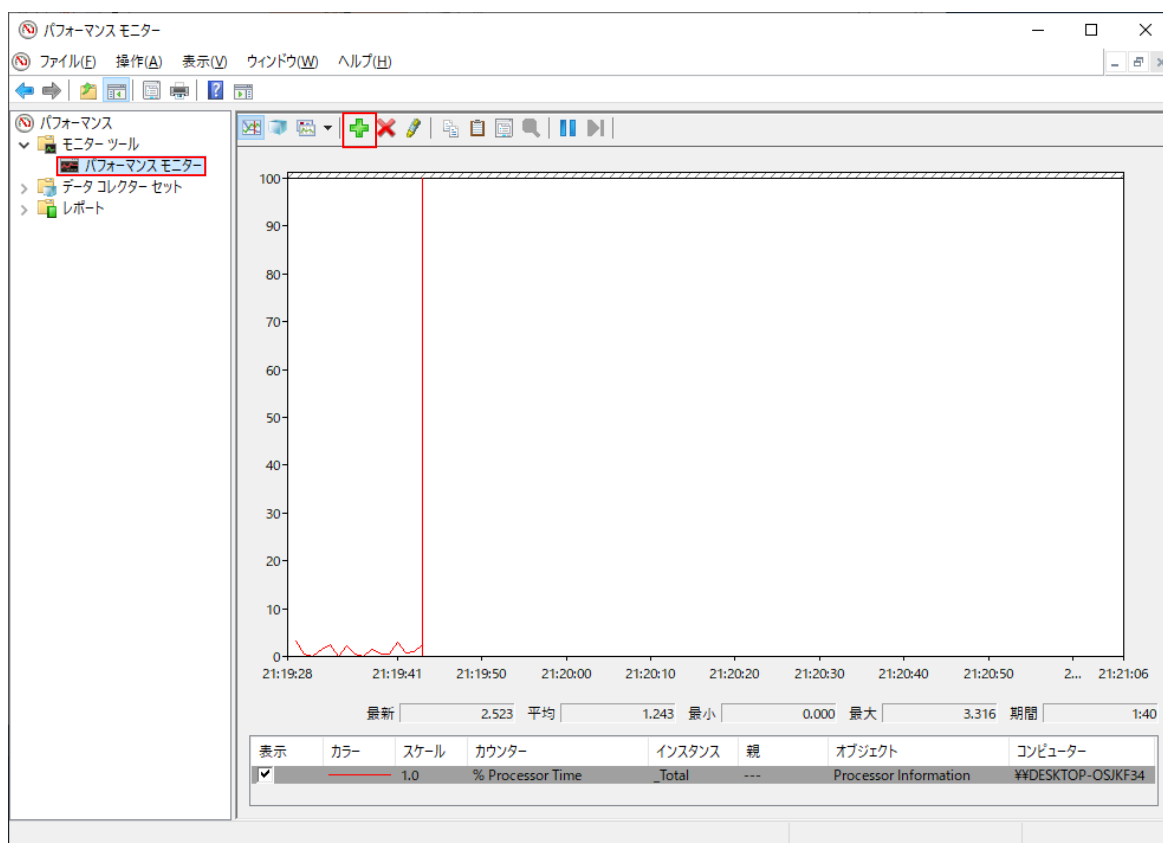 パフォーマンス モニター
ファイル(F) 操作(A) 表示(V) ウィンドウ(W) ヘルプ(H)
パフォーマンス
モニター ツール
パフォーマンス モニター
データ コレクター セット
レポート
100
90
80
70
60
50
40
30
20
10
0
21:19:28 21:19:41 21:19:50 21:20:00 21:20:10 21:20:20 21:20:30 21:20:40 21:20:50 2... 21:21:06
最新 2.523 平均 1.243 最小 0.000 最大 3.316 期間 1:40
表示 カラー スケール カウンター インスタンス 親 オブジェクト コンピューター
1.0 % Processor Time _Total --- Processor Information ¥¥DESKTOP-OSJKF34